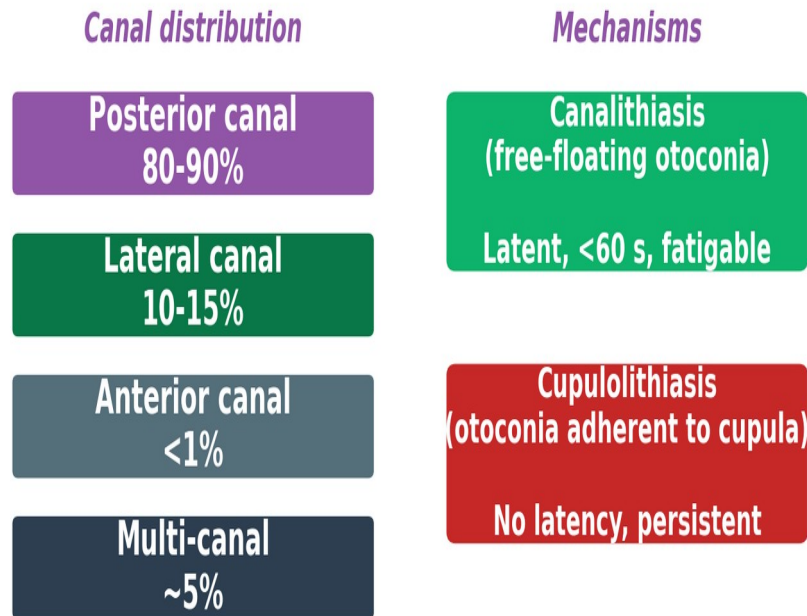 Canal distribution
Posterior canal
80-90%
Lateral canal
10-15%
Anterior canal
<1%
Multi-canal
~5%
Mechanisms
Canalithiasis
(free-floating otoconia)
Latent, <60 s, fatigable
Cupulolithiasis
(otoconia adherent to cupula)
No latency, persistent